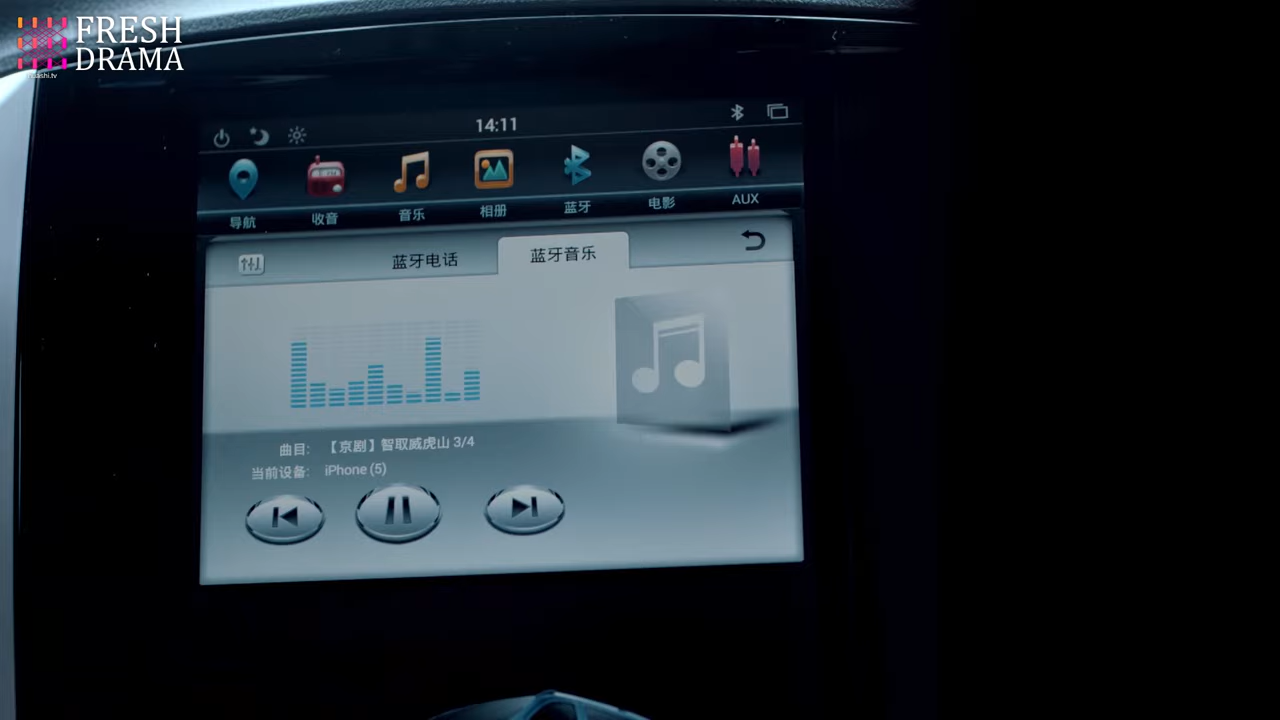 FRESH
DRAMA
14:11
导航 收音 音乐 相册 蓝牙 电影 AUX
蓝牙电话 蓝牙音乐
曲目: 【京剧】智取威虎山 3/4
当前设备: iPhone (5)